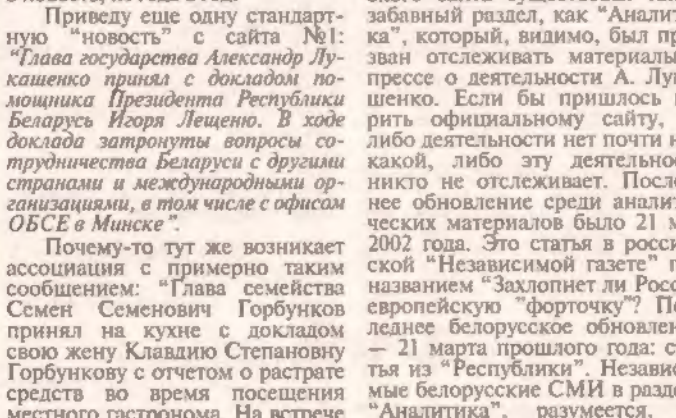 Приведу еще одну стандарт-
ную "новость" с сайта №1:
"Глава государства Александр Лу-
кашенко принял с докладом по-
мощника Президента Республики
Беларусь Игоря Лещеню. В ходе
доклада затронуты вопросы со-
трудничества Беларуси с другими
странами и международными ор-
ганизациями, в том числе с офисом
ОБСЕ в Минске".
Почему-то тут же возникает
ассоциация с примерно таким
сообщением: "Глава семейства
Семен Семенович Горбунков
принял на кухне с докладом
свою жену Клавдию Степановну
Горбункову с отчетом о растрате
средств во время посещения
местного гастронома. На встрече
забавный раздел, как "Аналит
ка", который, видимо, был пр
зван отслеживать материалы
прессе о деятельности А. Лук
шенко. Если бы пришлось
рить официальному сайту,
либо деятельности нет почти н
какой, либо эту деятельнос
никто не отслеживает. После
нее обновление среди аналит
ческих материалов было 21 м
2002 года. Это статья в росси
ской "Независимой газете" п
названием "Захлопнет ли Росс
европейскую "форточку"? По
леднее белорусское обновлен
— 21 марта прошлого года: с
тья из "Республики". Независ
мые белорусские СМИ в разде
"Аналитика", разумеется,